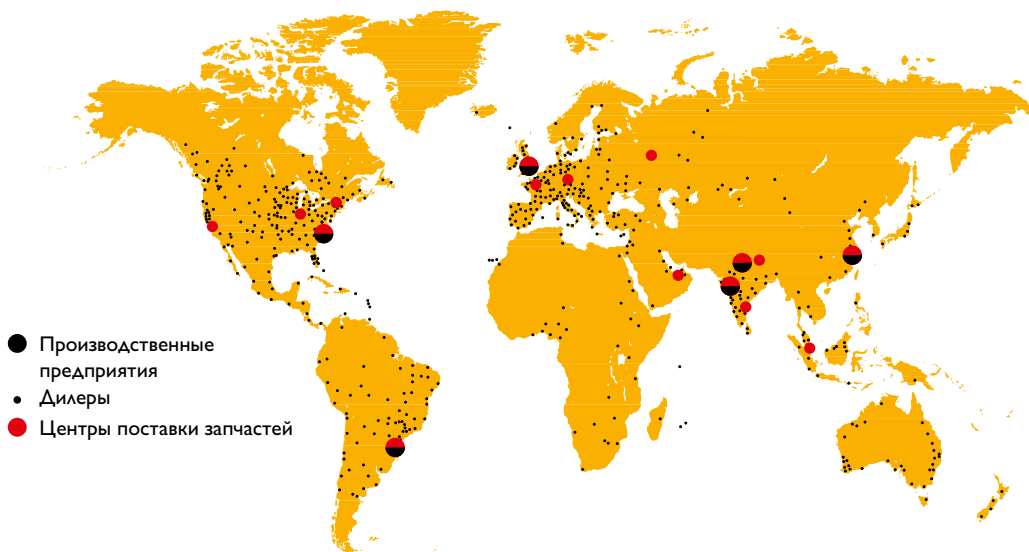 Производственные
предприятия
Дилеры
Центры поставки запчастей